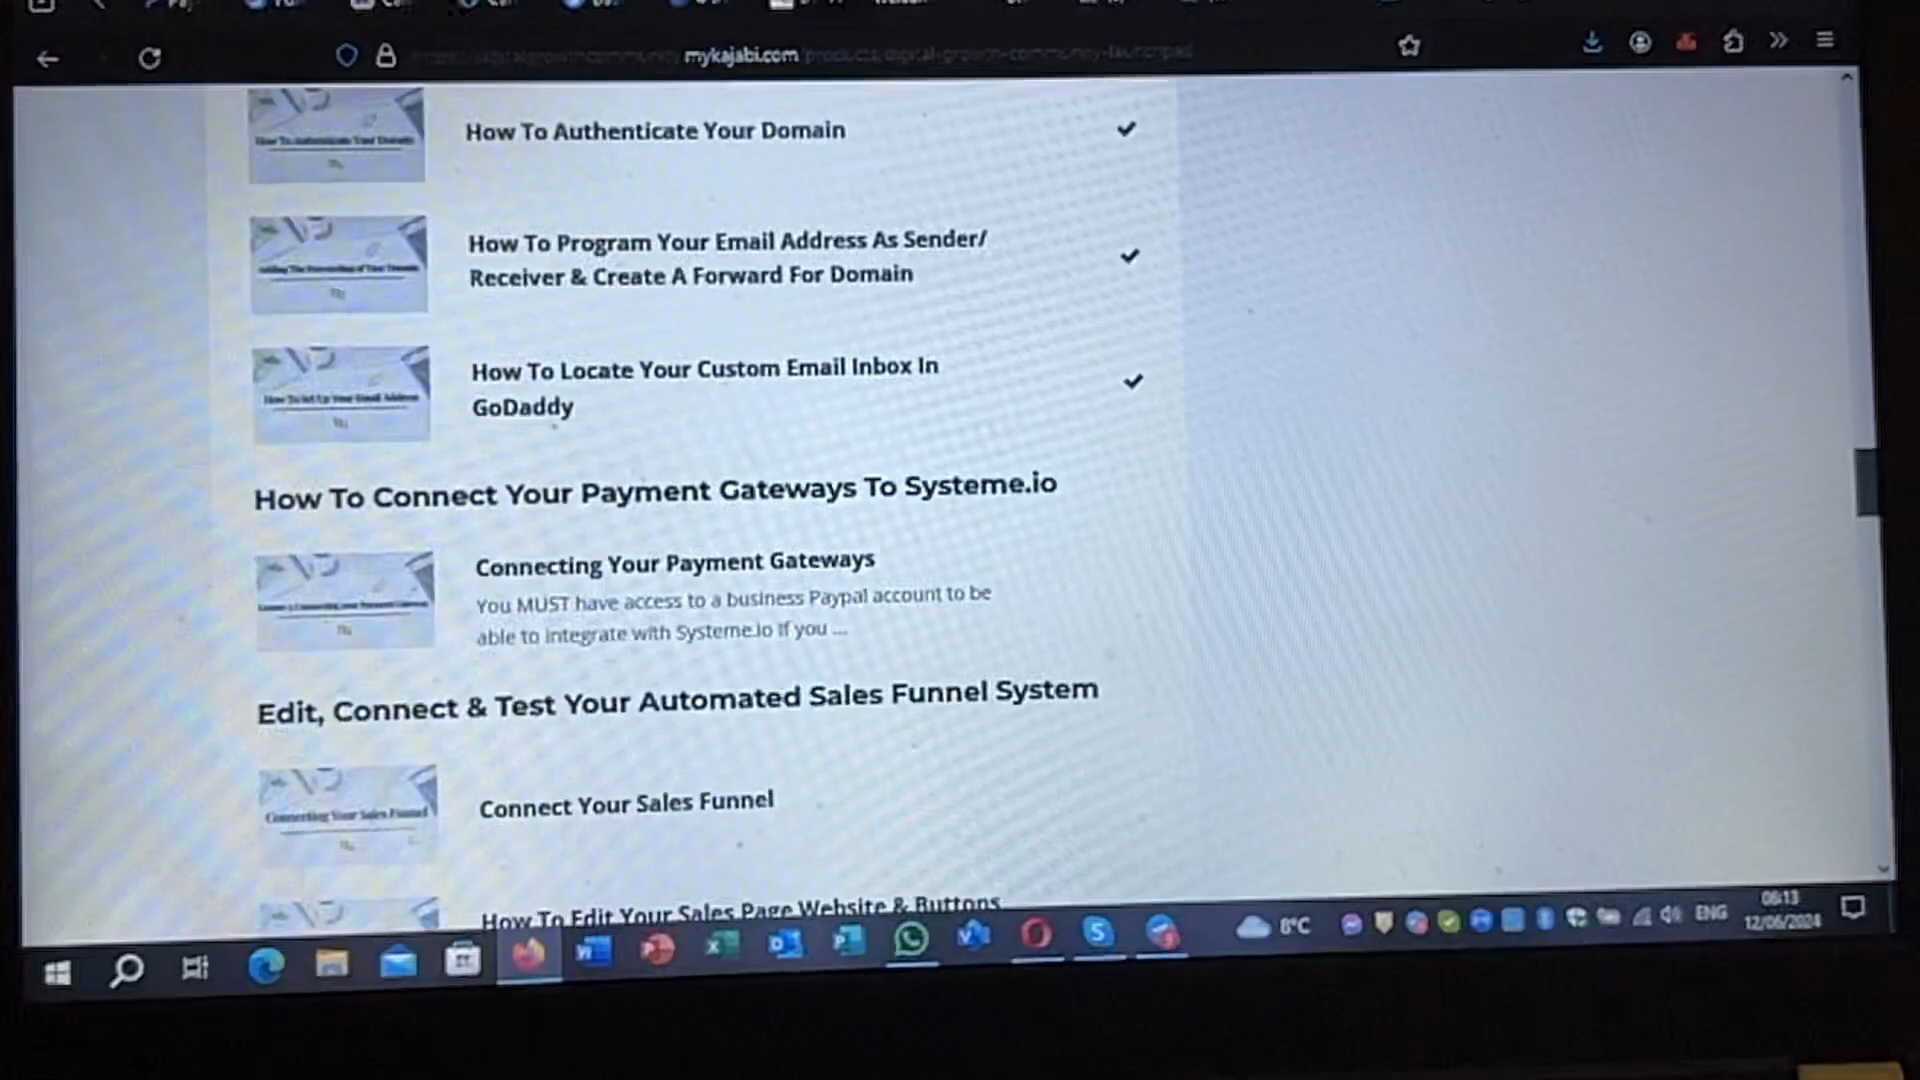 mykajabi.com
How To Authenticate Your Domain
How To Program Your Email Address As Sender/
Receiver & Create A Forward For Domain
How To Locate Your Custom Email Inbox In
GoDaddy
How To Connect Your Payment Gateways To Systeme.io
Connecting Your Payment Gateways
You MUST have access to a business Paypal account to be
able to integrate with Systeme.io If you ...
Edit, Connect & Test Your Automated Sales Funnel System
Connecting Your Sales Funnel
Connect Your Sales Funnel
How To Edit Your Sales Page Website & Buttons
8°C
ENG
06:13
12/06/2024